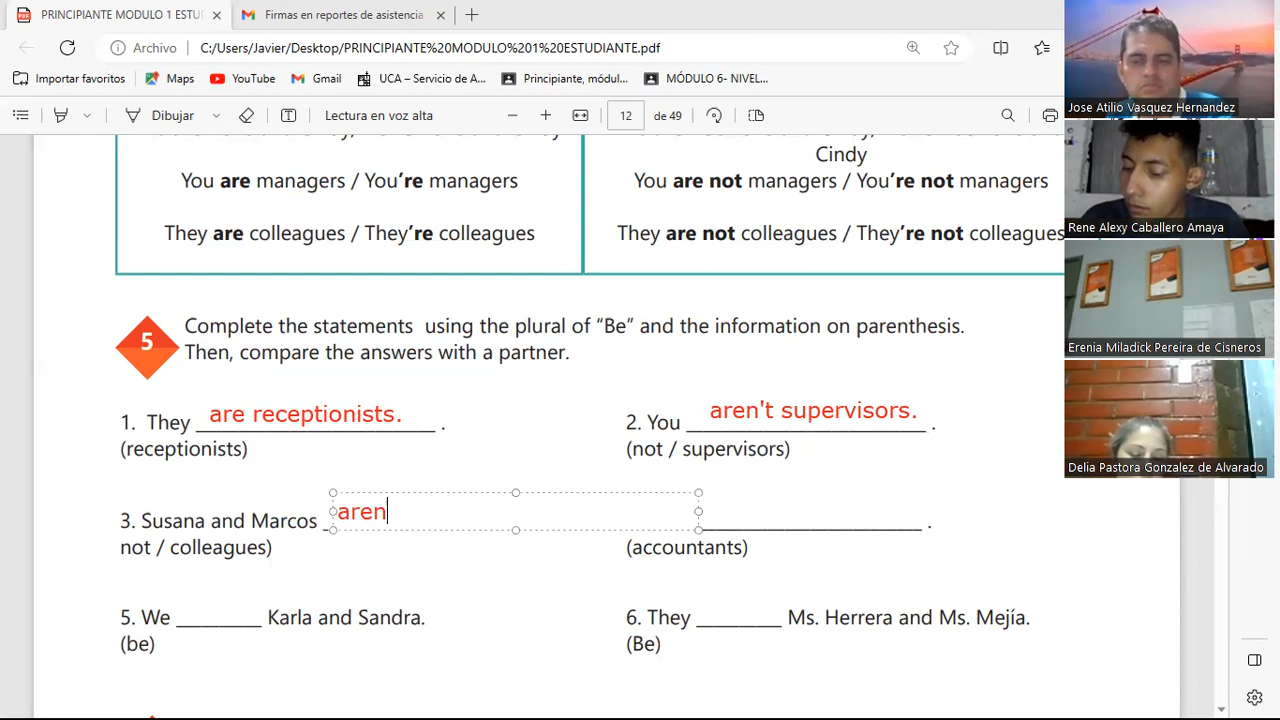 PRINCIPIANTE MODULO 1 ESTU
Firmas en reportes de asistencia
Archivo
C:/Users/Javier/Desktop/PRINCIPIANTE%20MODULO%201%20ESTUDIANTE.pdf
Importar favoritos
Maps
YouTube
Gmail
UCA – Servicio de A...
Principiante, módul...
MÓDULO 6- NIVEL...
Dibujar
Lectura en voz alta
12
de 49
Cindy
You are managers / You're managers
You are not managers / You're not managers
They are colleagues / They're colleagues
They are not colleagues / They're not colleagues
5
Complete the statements using the plural of “Be” and the information on parenthesis.
Then, compare the answers with a partner.
1. They are receptionists. .
(receptionists)
2. You aren't supervisors. .
(not / supervisors)
3. Susana and Marcos aren
not / colleagues)
.
(accountants)
5. We ________ Karla and Sandra.
(be)
6. They ________ Ms. Herrera and Ms. Mejía.
(Be)
Jose Atilio Vasquez Hernandez
Rene Alexy Caballero Amaya
Erenia Miladick Pereira de Cisneros
Delia Pastora Gonzalez de Alvarado